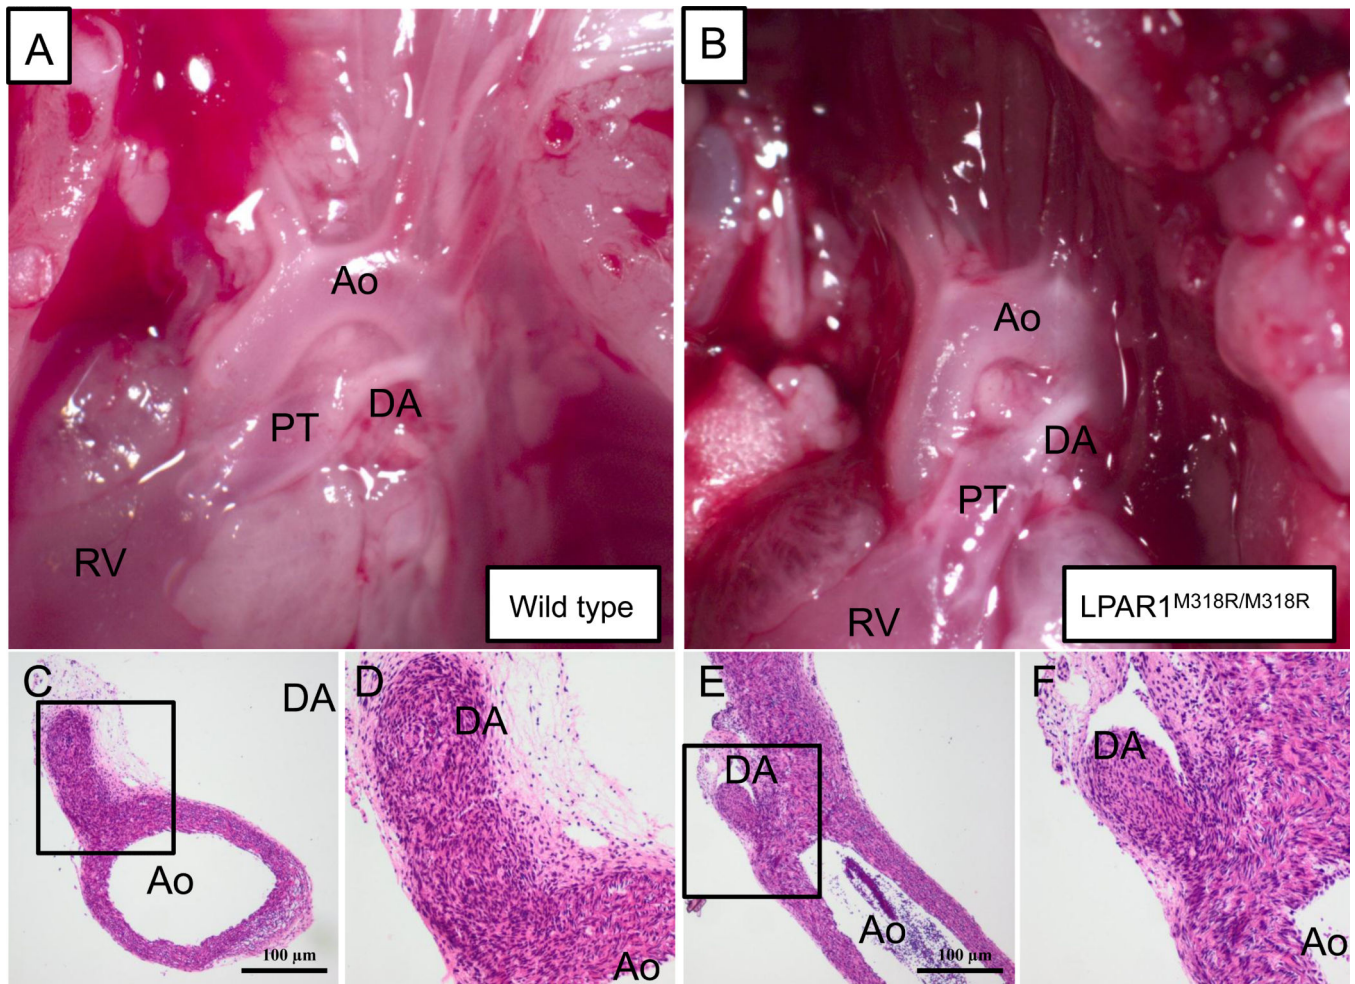 A
Ao
PT
DA
RV
Wild type
B
Ao
DA
PT
RV
LPAR1M318R/M318R
C
DA
Ao
100 µm
D
DA
Ao
E
DA
Ao
100 µm
F
DA
Ao